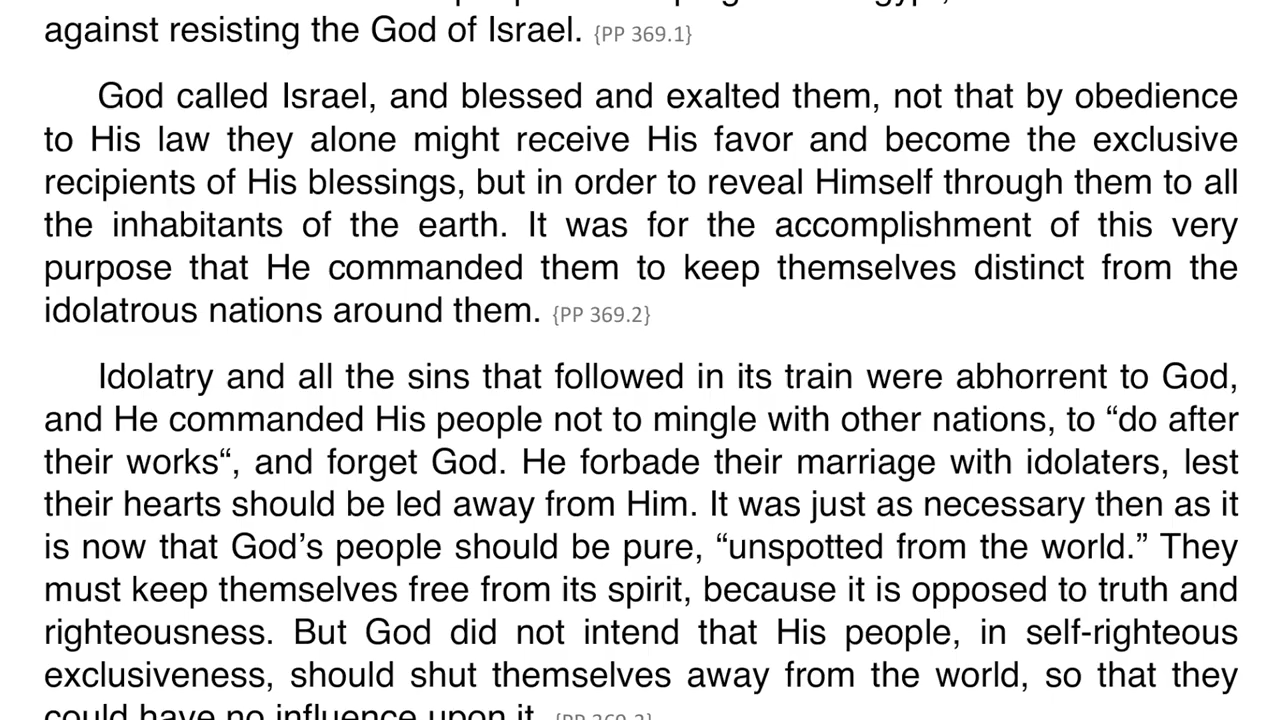 against resisting the God of Israel. {PP 369.1}
God called Israel, and blessed and exalted them, not that by obedience
to His law they alone might receive His favor and become the exclusive
recipients of His blessings, but in order to reveal Himself through them to all
the inhabitants of the earth. It was for the accomplishment of this very
purpose that He commanded them to keep themselves distinct from the
idolatrous nations around them. {PP 369.2}
Idolatry and all the sins that followed in its train were abhorrent to God,
and He commanded His people not to mingle with other nations, to “do after
their works“, and forget God. He forbade their marriage with idolaters, lest
their hearts should be led away from Him. It was just as necessary then as it
is now that God’s people should be pure, “unspotted from the world.” They
must keep themselves free from its spirit, because it is opposed to truth and
righteousness. But God did not intend that His people, in self-righteous
exclusiveness, should shut themselves away from the world, so that they
could have no influence upon it. {PP 369.3}